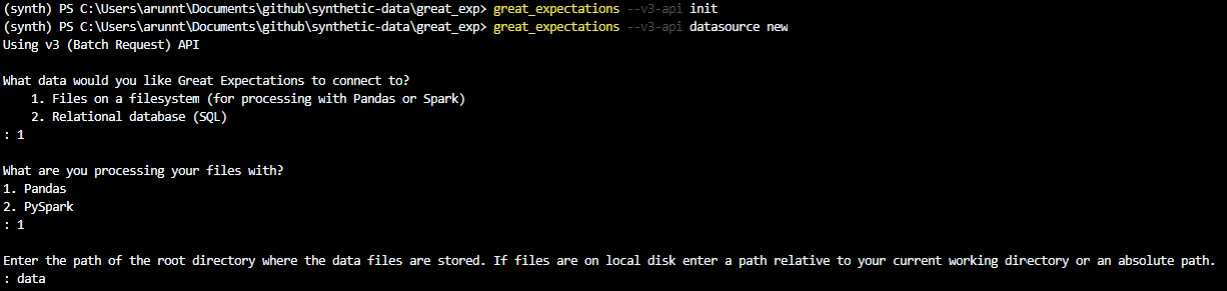 (synth) PS C:\Users\arunnt\Documents\github\synthetic-data\great_exp> great_expectations --v3-api init
(synth) PS C:\Users\arunnt\Documents\github\synthetic-data\great_exp> great_expectations --v3-api datasource new
Using v3 (Batch Request) API
What data would you like Great Expectations to connect to?
1. Files on a filesystem (for processing with Pandas or Spark)
2. Relational database (SQL)
: 1
What are you processing your files with?
1. Pandas
2. PySpark
: 1
Enter the path of the root directory where the data files are stored. If files are on local disk enter a path relative to your current working directory or an absolute path.
: data